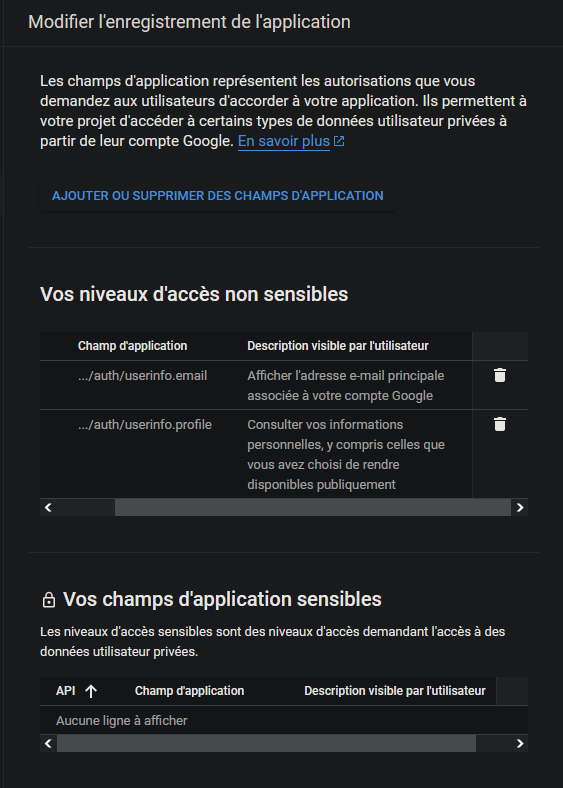 Modifier l'enregistrement de l'application
Les champs d'application représentent les autorisations que vous
demandez aux utilisateurs d'accorder à votre application. Ils permettent à
votre projet d'accéder à certains types de données utilisateur privées à
partir de leur compte Google. En savoir plus
AJOUTER OU SUPPRIMER DES CHAMPS D'APPLICATION
Vos niveaux d'accès non sensibles
Champ d'application Description visible par l'utilisateur
.../auth/userinfo.email Afficher l'adresse e-mail principale
associée à votre compte Google
.../auth/userinfo.profile Consulter vos informations
personnelles, y compris celles que
vous avez choisi de rendre
disponibles publiquement
Vos champs d'application sensibles
Les niveaux d'accès sensibles sont des niveaux d'accès demandant l'accès à des
données utilisateur privées.
API Champ d'application Description visible par l'utilisateur
Aucune ligne à afficher